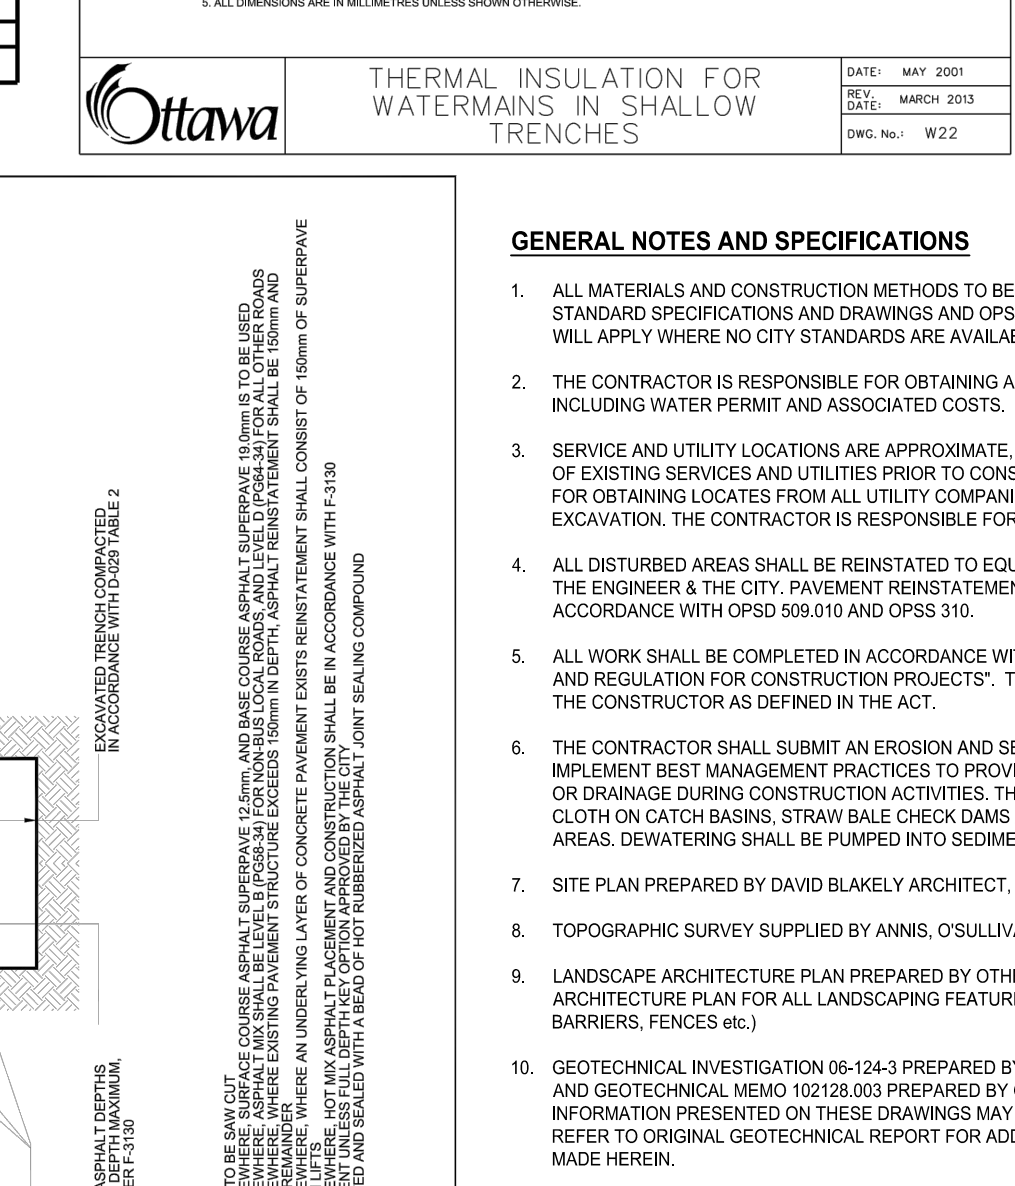 5. ALL DIMENSIONS ARE IN MILLIMETRES UNLESS SHOWN OTHERWISE.
Ottawa
THERMAL INSULATION FOR
WATERMAINS IN SHALLOW
TRENCHES
DATE: MAY 2001
REV.
DATE: MARCH 2013
DWG. No.: W22
EXCAVATED TRENCH COMPACTED
IN ACCORDANCE WITH D-029 TABLE 2
ASPHALT DEPTHS
DEPTH MAXIMUM,
ER F-3130
TO BE SAW CUT
EWHERE, SURFACE COURSE ASPHALT SUPERPAVE 12.5mm, AND BASE COURSE ASPHALT SUPERPAVE 19.0mm IS TO BE USED
EWHERE, ASPHALT MIX SHALL BE LEVEL B (PG58-34) FOR NON-BUS LOCAL ROADS, AND LEVEL D (PG64-34) FOR ALL OTHER ROADS
EWHERE, WHERE EXISTING PAVEMENT STRUCTURE EXCEEDS 150mm IN DEPTH, ASPHALT REINSTATEMENT SHALL BE 150mm AND
REMAINDER
EWHERE, WHERE AN UNDERLYING LAYER OF CONCRETE PAVEMENT EXISTS REINSTATEMENT SHALL CONSIST OF 150mm OF SUPERPAVE
LIFTS
EWHERE, HOT MIX ASPHALT PLACEMENT AND CONSTRUCTION SHALL BE IN ACCORDANCE WITH F-3130
ENT UNLESS FULL DEPTH KEY OPTION APPROVED BY THE CITY
ED AND SEALED WITH A BEAD OF HOT RUBBERIZED ASPHALT JOINT SEALING COMPOUND
GENERAL NOTES AND SPECIFICATIONS
1. ALL MATERIALS AND CONSTRUCTION METHODS TO BE
STANDARD SPECIFICATIONS AND DRAWINGS AND OPS
WILL APPLY WHERE NO CITY STANDARDS ARE AVAILAB
2. THE CONTRACTOR IS RESPONSIBLE FOR OBTAINING A
INCLUDING WATER PERMIT AND ASSOCIATED COSTS.
3. SERVICE AND UTILITY LOCATIONS ARE APPROXIMATE,
OF EXISTING SERVICES AND UTILITIES PRIOR TO CONS
FOR OBTAINING LOCATES FROM ALL UTILITY COMPANI
EXCAVATION. THE CONTRACTOR IS RESPONSIBLE FOR
4. ALL DISTURBED AREAS SHALL BE REINSTATED TO EQU
THE ENGINEER & THE CITY. PAVEMENT REINSTATEMEN
ACCORDANCE WITH OPSD 509.010 AND OPSS 310.
5. ALL WORK SHALL BE COMPLETED IN ACCORDANCE WI
AND REGULATION FOR CONSTRUCTION PROJECTS". T
THE CONSTRUCTOR AS DEFINED IN THE ACT.
6. THE CONTRACTOR SHALL SUBMIT AN EROSION AND SE
IMPLEMENT BEST MANAGEMENT PRACTICES TO PROVI
OR DRAINAGE DURING CONSTRUCTION ACTIVITIES. TH
CLOTH ON CATCH BASINS, STRAW BALE CHECK DAMS
AREAS. DEWATERING SHALL BE PUMPED INTO SEDIME
7. SITE PLAN PREPARED BY DAVID BLAKELY ARCHITECT,
8. TOPOGRAPHIC SURVEY SUPPLIED BY ANNIS, O'SULLIVA
9. LANDSCAPE ARCHITECTURE PLAN PREPARED BY OTHE
ARCHITECTURE PLAN FOR ALL LANDSCAPING FEATURE
BARRIERS, FENCES etc.)
10. GEOTECHNICAL INVESTIGATION 06-124-3 PREPARED BY
AND GEOTECHNICAL MEMO 102128.003 PREPARED BY
INFORMATION PRESENTED ON THESE DRAWINGS MAY
REFER TO ORIGINAL GEOTECHNICAL REPORT FOR ADD
MADE HEREIN.